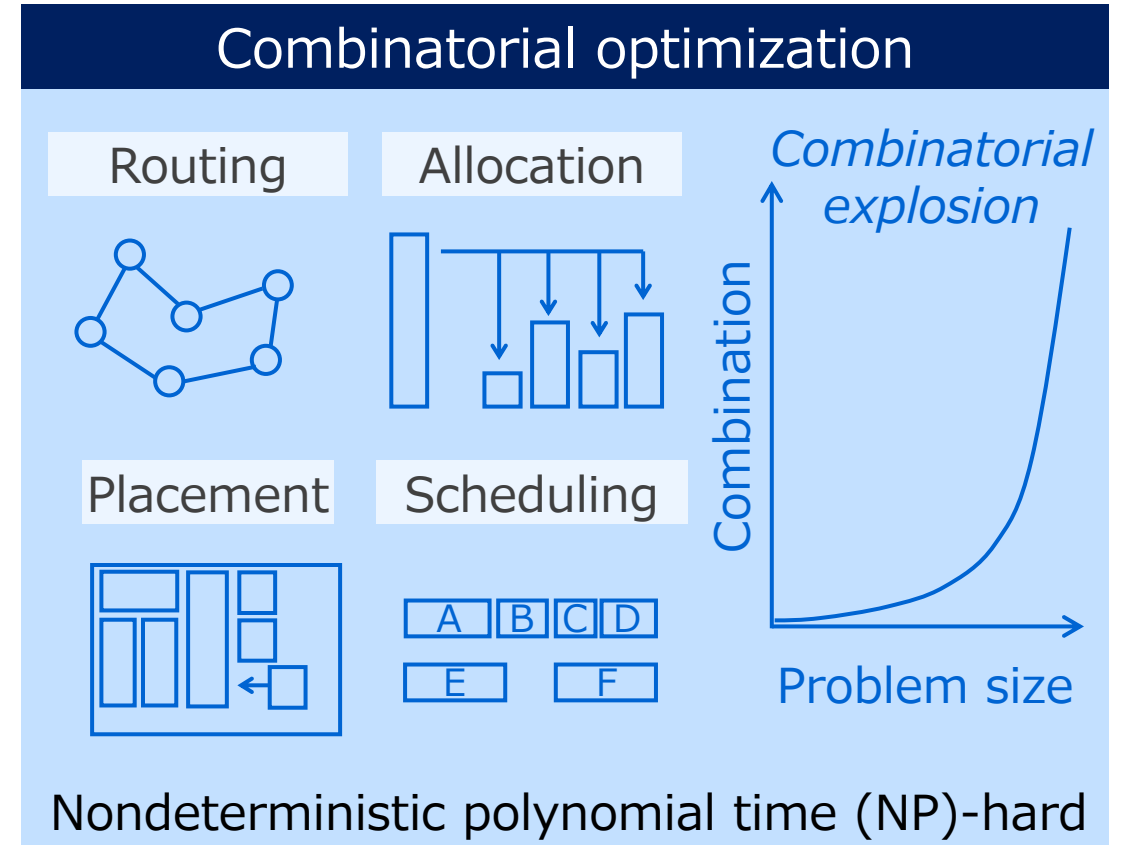 Combinatorial optimization
Routing
Allocation
Placement
Scheduling
A B C D
E F
Combinatorial
explosion
Combination
Problem size
Nondeterministic polynomial time (NP)-hard